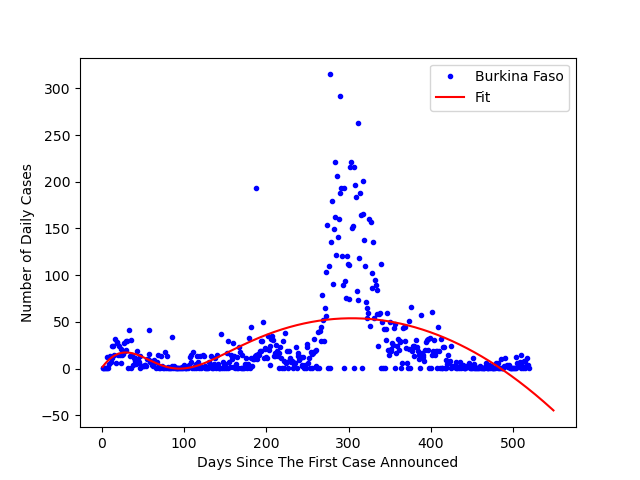 Burkina Faso
Fit
Number of Daily Cases
300
250
200
150
100
50
0
−50
0 100 200 300 400 500
Days Since The First Case Announced